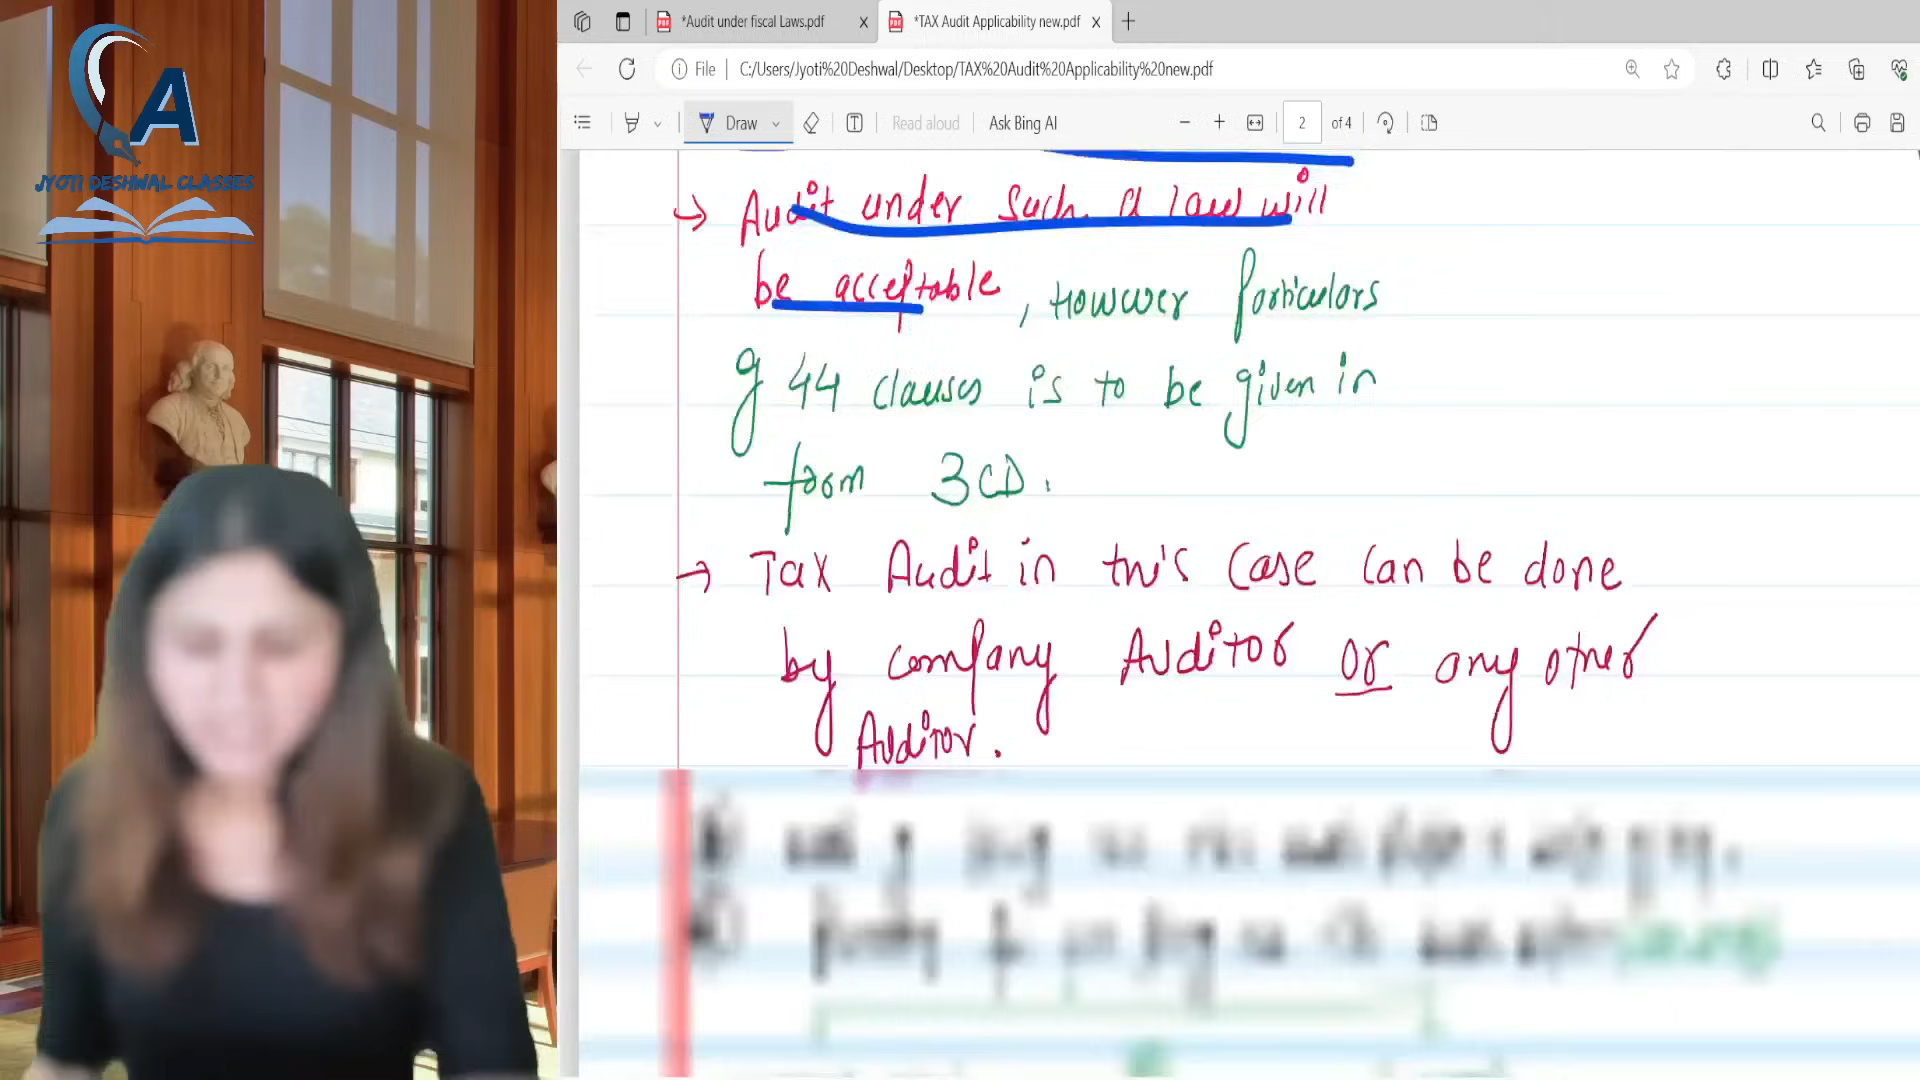 *Audit under fiscal Laws.pdf
*TAX Audit Applicability new.pdf
File C:/Users/Jyoti%20Deshwal/Desktop/TAX%20Audit%20Applicability%20new.pdf
Draw Read aloud Ask Bing AI 2 of 4
A
JYOTI DESHWAL CLASSES
→ Audit under such a law will
be acceptable, However Particulars
of 44 clauses is to be given in
form 3CD.
→ Tax Audit in this Case Can be done
by company Auditor or any other
Auditor.